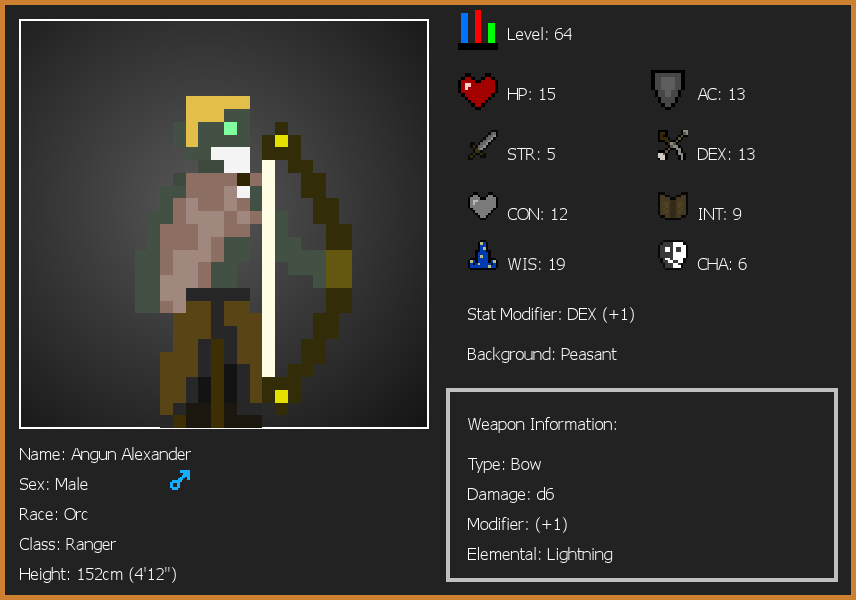 Level: 64
HP: 15
AC: 13
STR: 5
DEX: 13
CON: 12
INT: 9
WIS: 19
CHA: 6
Stat Modifier: DEX (+1)
Background: Peasant
Weapon Information:
Type: Bow
Damage: d6
Modifier: (+1)
Elemental: Lightning
Name: Angun Alexander
Sex: Male
Race: Orc
Class: Ranger
Height: 152cm (4'12")